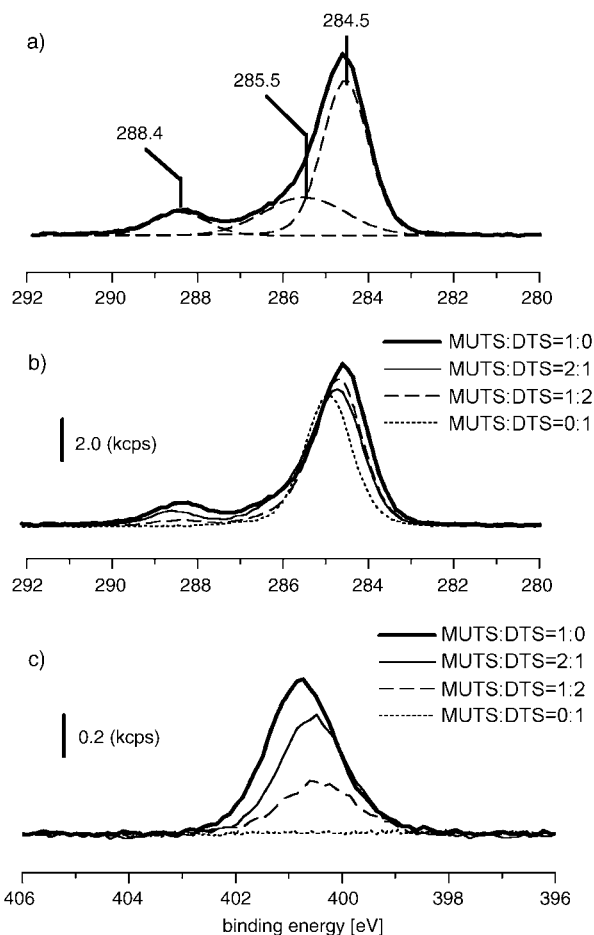 a)
284.5
285.5
288.4
292 290 288 286 284 282 280
b)
MUTS:DTS=1:0
MUTS:DTS=2:1
MUTS:DTS=1:2
MUTS:DTS=0:1
2.0 (kcps)
292 290 288 286 284 282 280
c)
MUTS:DTS=1:0
MUTS:DTS=2:1
MUTS:DTS=1:2
MUTS:DTS=0:1
0.2 (kcps)
406 404 402 400 398 396
binding energy [eV]